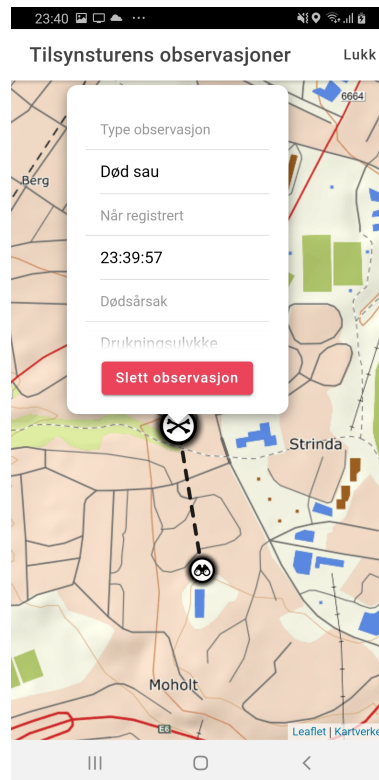 23:40
Tilsynsturens observasjoner Lukk
6664
Type observasjon
Død sau
Berg
Når registrert
23:39:57
Dødsårsak
Drukningsulykke
Slett observasjon
Strinda
Moholt
E6
Leaflet | Kartverke